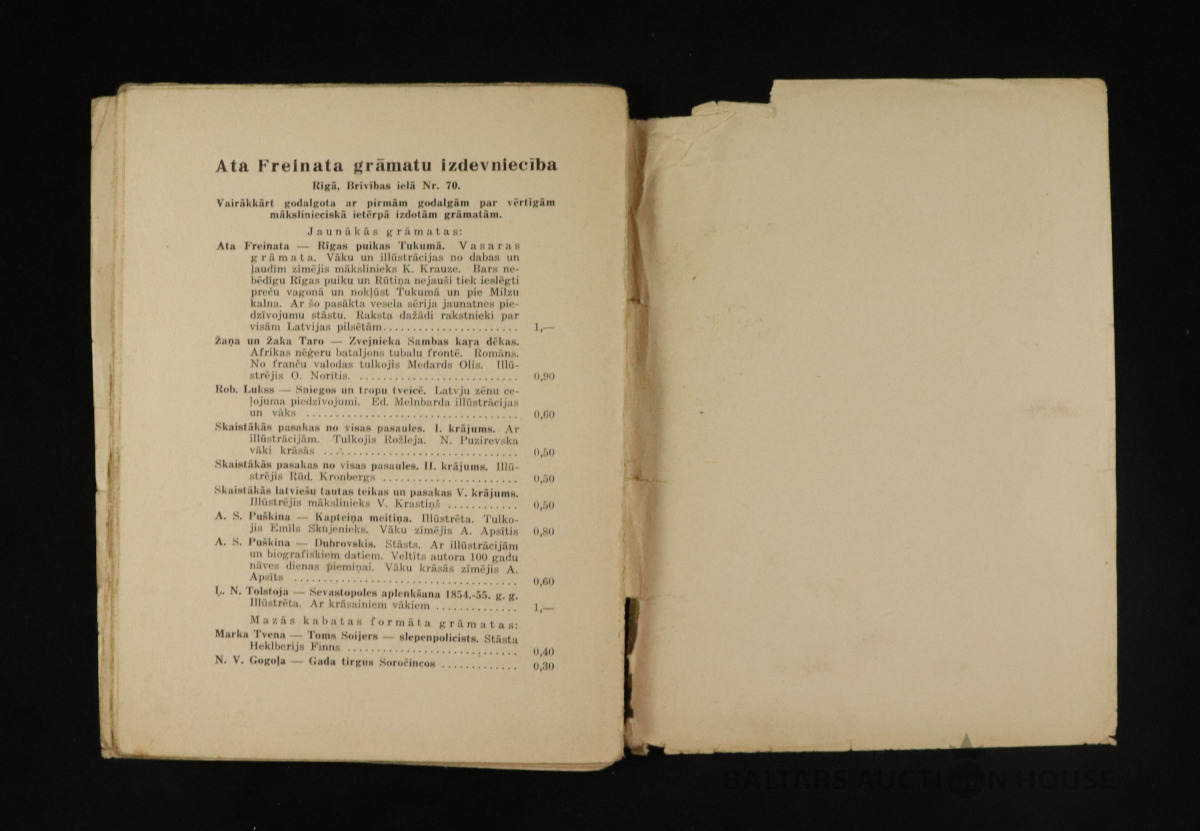 Ata Freinata grāmatu izdevniecība
Rīgā, Brīvības ielā Nr. 70.
Vairākkārt godalgota ar pirmām godalgām par vērtīgām
mākslinieciskā ietērpā izdotām grāmatām.
Jaunākās grāmatas:
Ata Freinata — Rīgas puikas Tukumā. Vasaras
grāmata. Vāku un illūstrācijas no dabas un
ļaudīm zīmējis mākslinieks K. Krauze. Bars ne-
bēdīgu Rīgas puiku un Rūtiņa nejauši tiek ieslēgti
preču vagonā un nokļūst Tukumā un pie Milzu
kalna. Ar šo pasākta vesela sērija jaunatnes pie-
dzīvojumu stāstu. Raksta dažādi rakstnieki par
visām Latvijas pilsētām...................... 1,—
Žaņa un Žaka Taro — Zvejnieka Sambas kaŗa dēkas.
Afrikas nēģeru bataljons tubalu frontē. Romāns.
No franču valodas tulkojis Medards Olis. Illū-
strējis O. Norītis. .......................... 0,90
Rob. Lukss — Sniegos un tropu tveicē. Latvju zēnu ce-
ļojuma piedzīvojumi. Ed. Meinbarda illūstrācijas
un vāks ................................... 0,60
Skaistākās pasakas no visas pasaules. I. krājums. Ar
illūstrācijām. Tulkojis Rožleja. N. Puzirevska
vāki krāsās ................................ 0,50
Skaistākās pasakas no visas pasaules. II. krājums. Illū-
strējis Rūd. Kronbergs ...................... 0,50
Skaistākās latviešu tautas teikas un pasakas V. krājums.
Illūstrējis mākslinieks V. Krastiņš ............ 0,50
A. S. Puškina — Kapteiņa meitiņa. Illūstrēta. Tulko-
jis Emīls Skujenieks. Vāku zīmējis A. Apsītis 0,80
A. S. Puškina — Dubrovskis. Stāsts. Ar illūstrācijām
un biografiskiem datiem. Veltīts autora 100 gadu
nāves dienas piemiņai. Vāku krāsās zīmējis A.
Apsīts ..................................... 0,60
Ļ. N. Tolstoja — Sevastopoles aplenkšana 1854.-55. g. g.
Illūstrēta. Ar krāsainiem vākiem .............. 1,—
Mazās kabatas formāta grāmatas:
Marka Tvena — Toms Soijers — slepenpolicists. Stāsta
Heklberijs Finns ............................ 0,40
N. V. Gogoļa — Gada tirgus Soročincos ............. 0,30
BALTARS AUCTION HOUSE